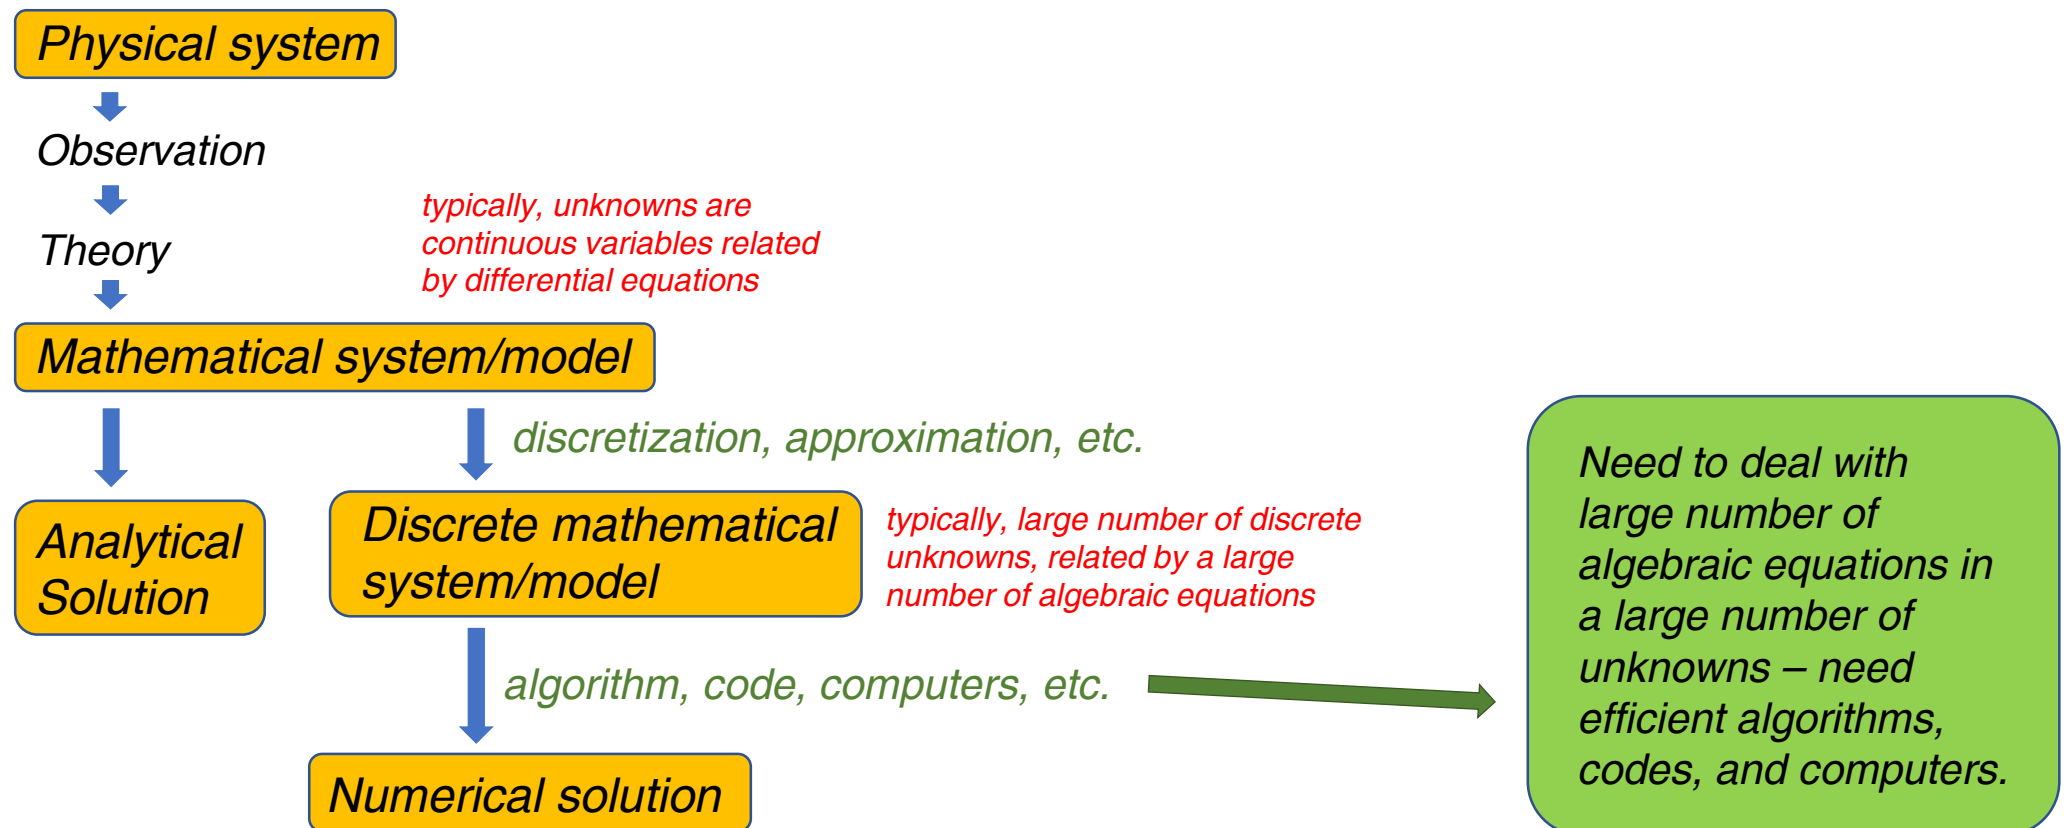 Physical system
Observation
Theory
typically, unknowns are
continuous variables related
by differential equations
Mathematical system/model
discretization, approximation, etc.
Analytical
Solution
Discrete mathematical
system/model
typically, large number of discrete
unknowns, related by a large
number of algebraic equations
algorithm, code, computers, etc.
Numerical solution
Need to deal with
large number of
algebraic equations in
a large number of
unknowns – need
efficient algorithms,
codes, and computers.